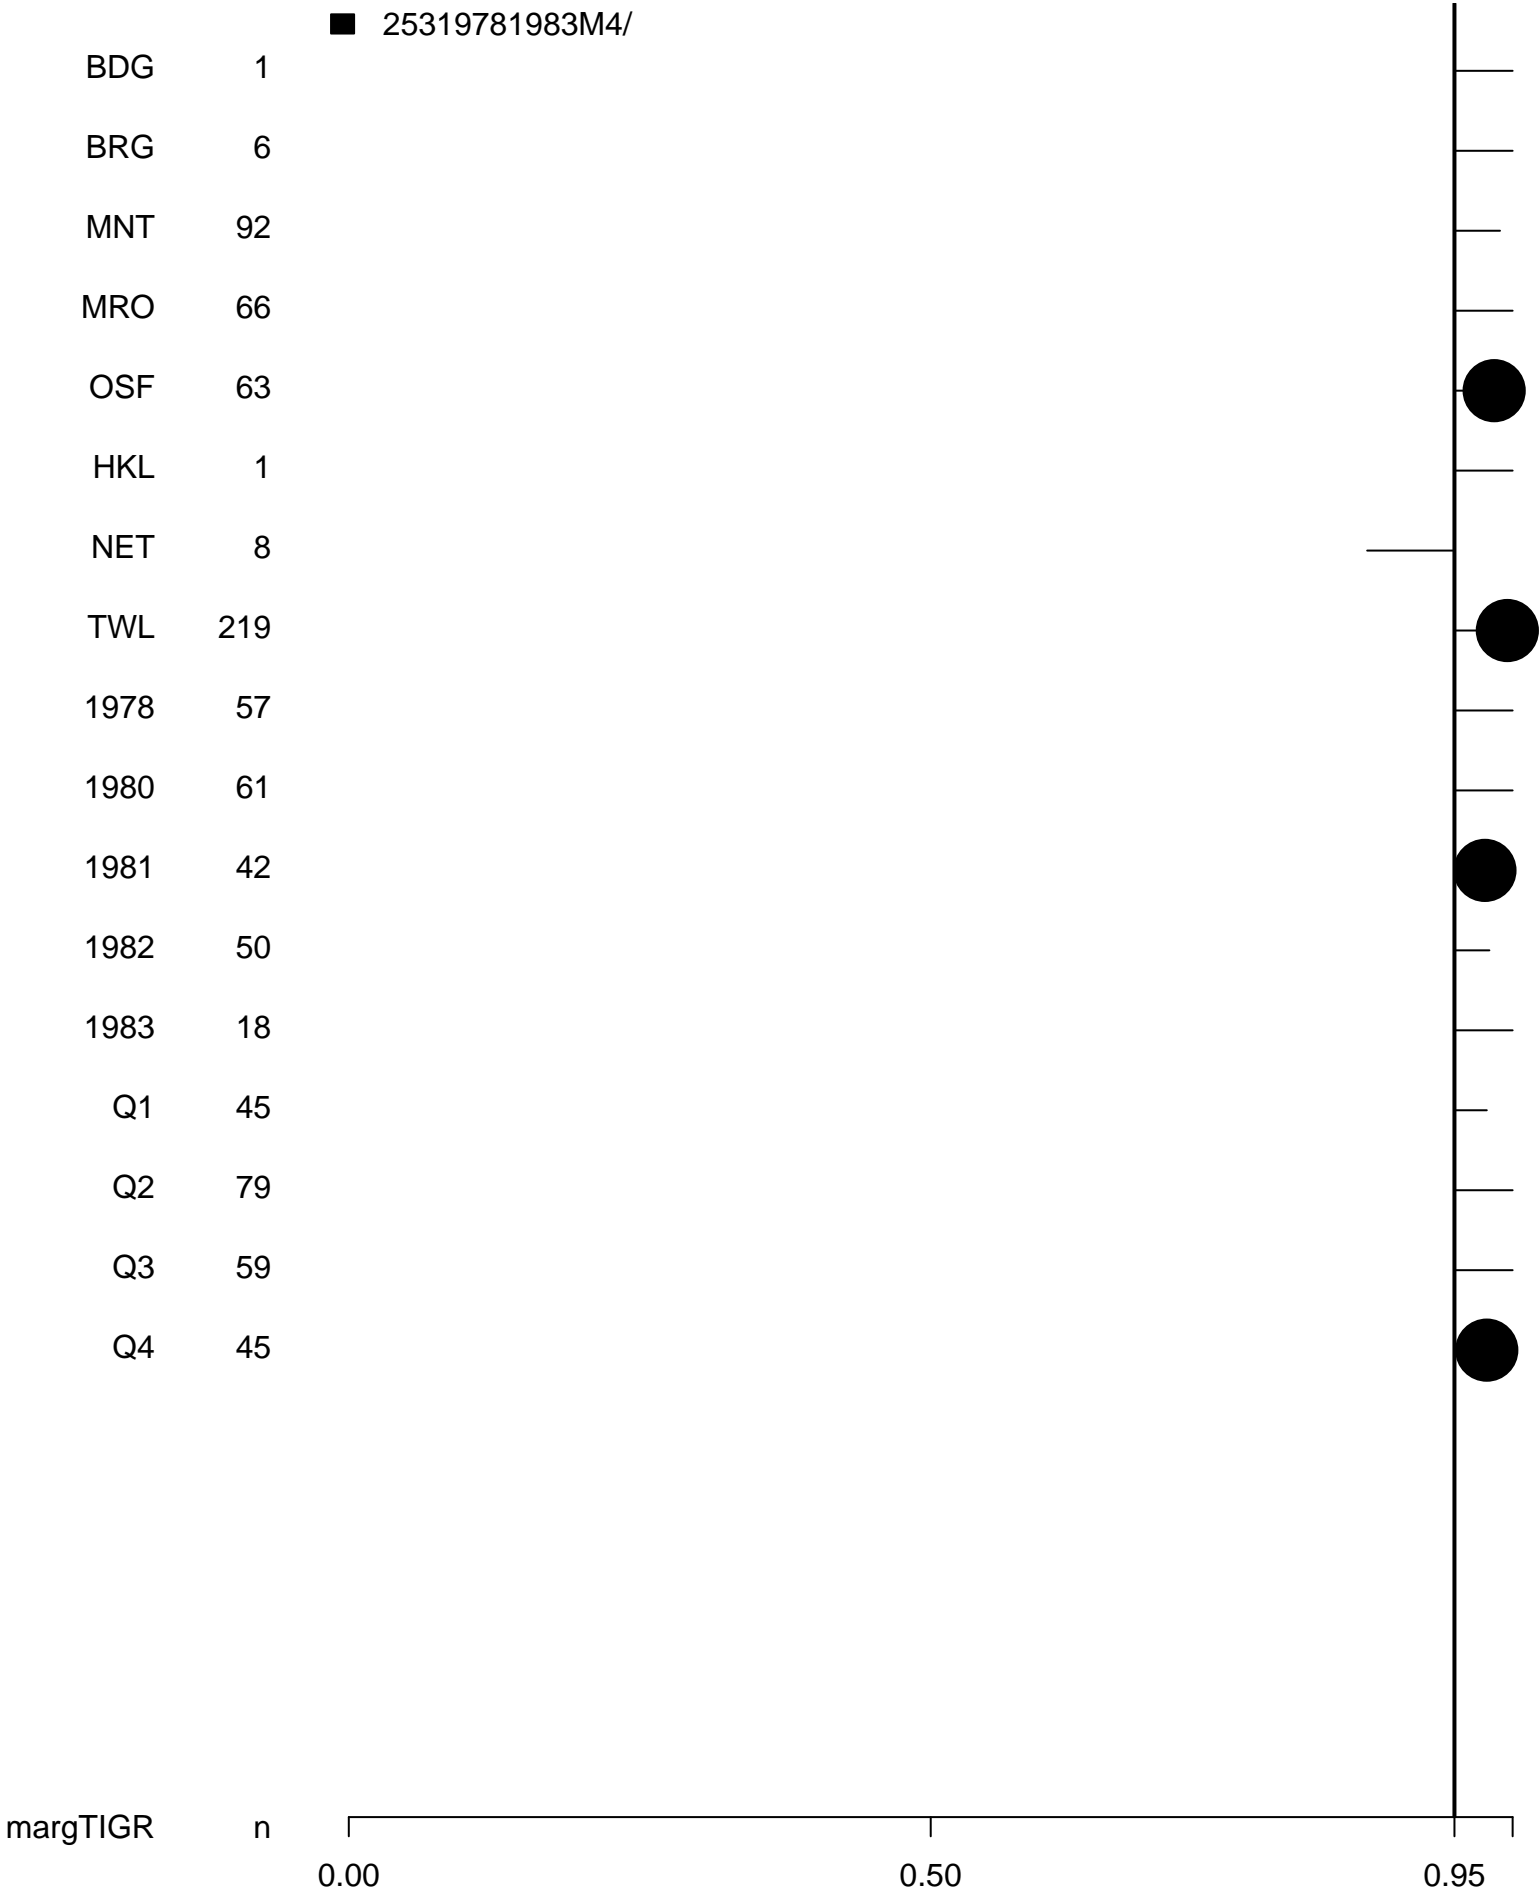 25319781983M4/
BDG 1
BRG 6
MNT 92
MRO 66
OSF 63
HKL 1
NET 8
TWL 219
1978 57
1980 61
1981 42
1982 50
1983 18
Q1 45
Q2 79
Q3 59
Q4 45
margTIGR n
0.00 0.50 0.95